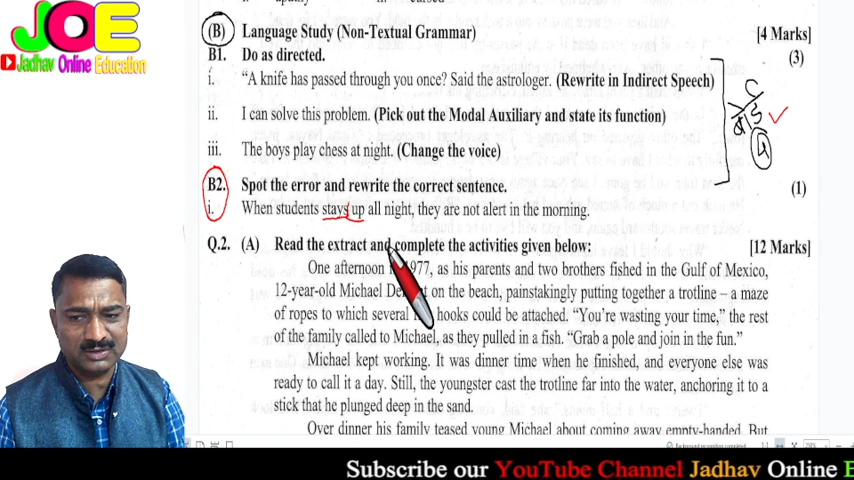 JOE
Jadhav Online Education
(B) Language Study (Non-Textual Grammar) [4 Marks]
B1. Do as directed. (3)
i. “A knife has passed through you once? Said the astrologer. (Rewrite in Indirect Speech)
ii. I can solve this problem. (Pick out the Modal Auxiliary and state its function)
iii. The boys play chess at night. (Change the voice)
B2. Spot the error and rewrite the correct sentence. (1)
i. When students stays up all night, they are not alert in the morning.
Q.2. (A) Read the extract and complete the activities given below: [12 Marks]
One afternoon 1977, as his parents and two brothers fished in the Gulf of Mexico,
12-year-old Michael on the beach, painstakingly putting together a trotline – a maze
of ropes to which several hooks could be attached. “You’re wasting your time,” the rest
of the family called to Michael, as they pulled in a fish. “Grab a pole and join in the fun.”
Michael kept working. It was dinner time when he finished, and everyone else was
ready to call it a day. Still, the youngster cast the trotline far into the water, anchoring it to a
stick that he plunged deep in the sand.
Over dinner his family teased young Michael about coming away empty-handed. But
Subscribe our YouTube Channel Jadhav Online E